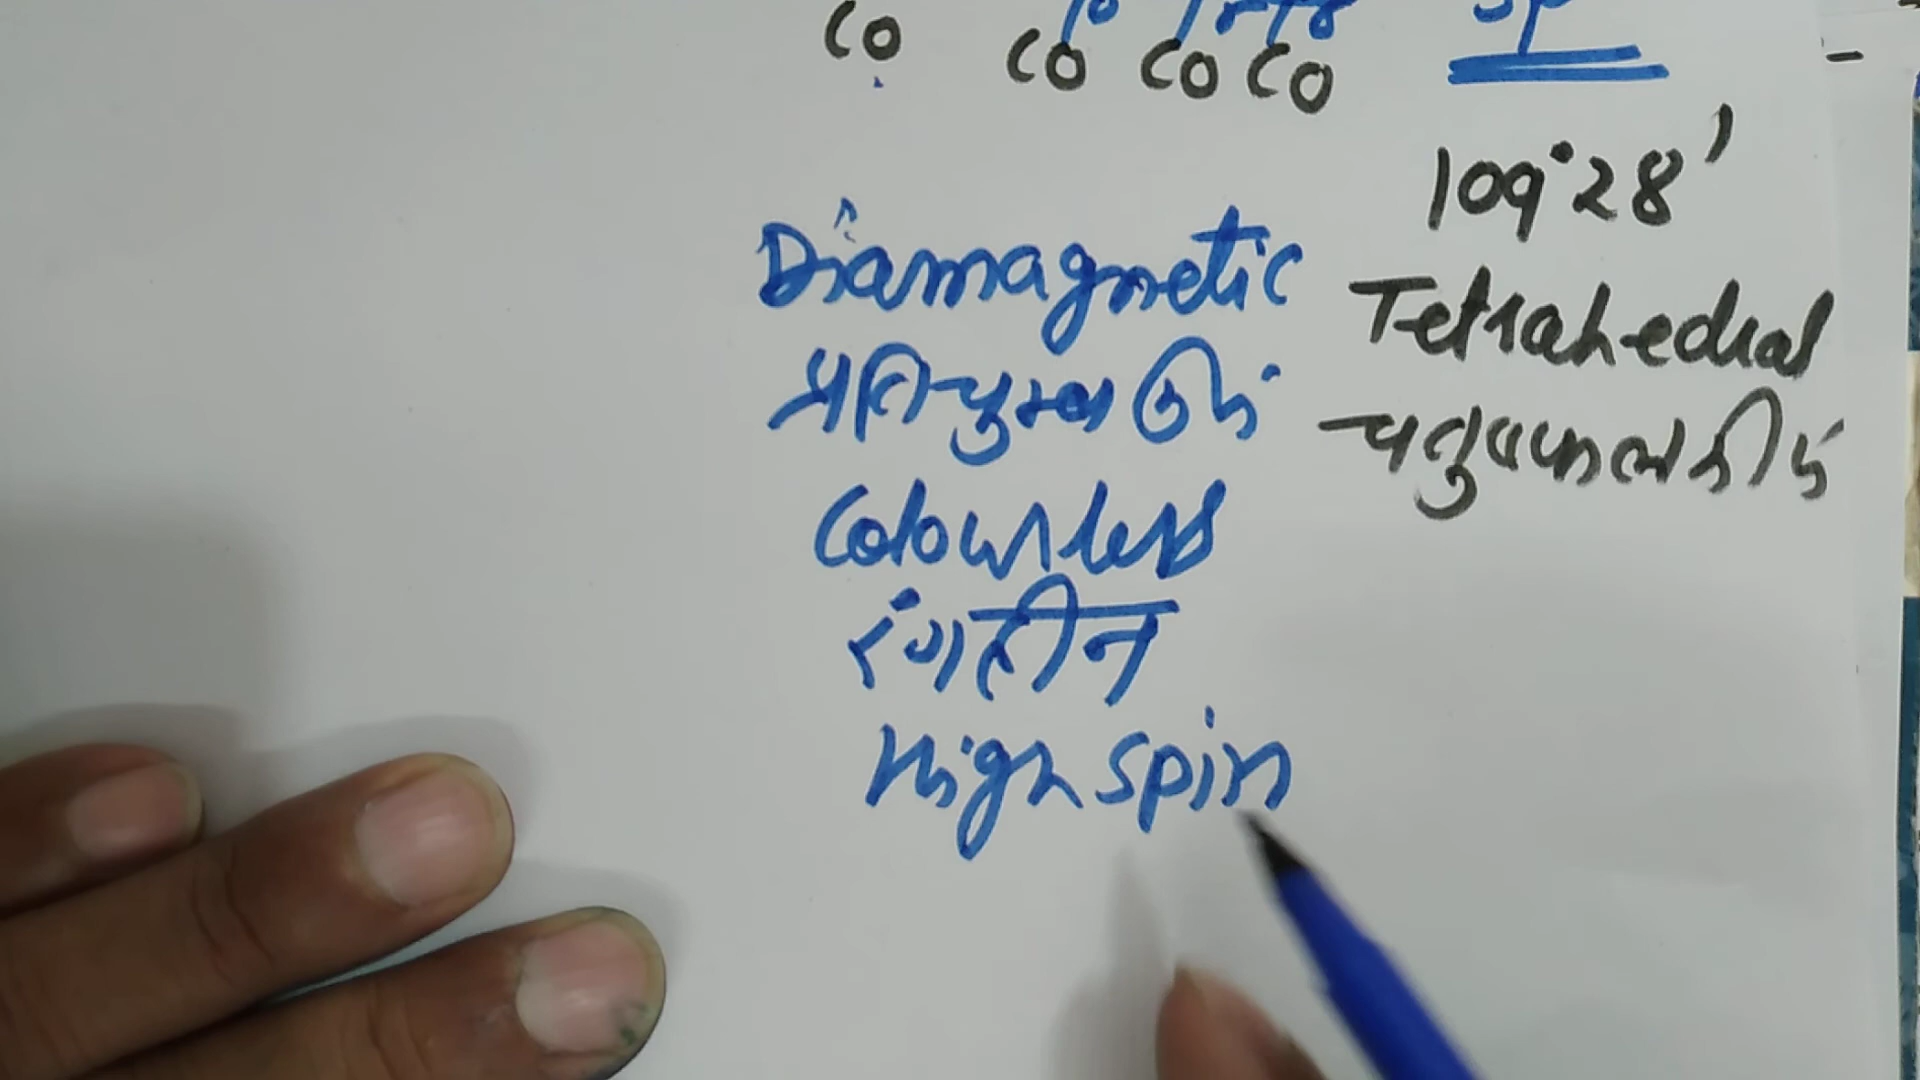 CO CO CO CO
109°28'
Diamagnetic
Tetrahedral
प्रतिचुम्बकीय
चतुष्फलकीय
Colourless
रंगहीन
High spin